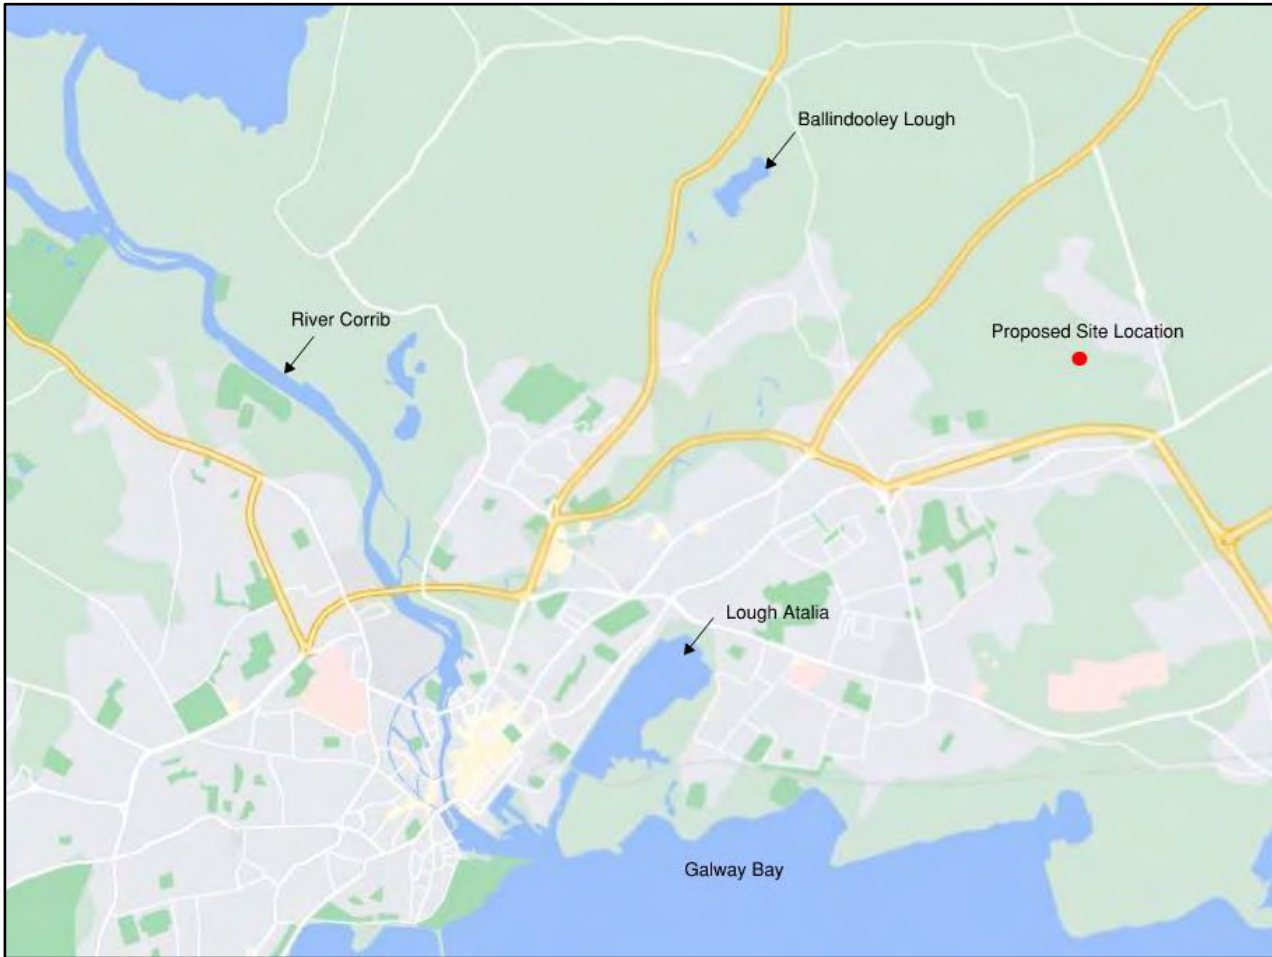 Ballindooley Lough
River Corrib
Proposed Site Location
Lough Atalia
Galway Bay